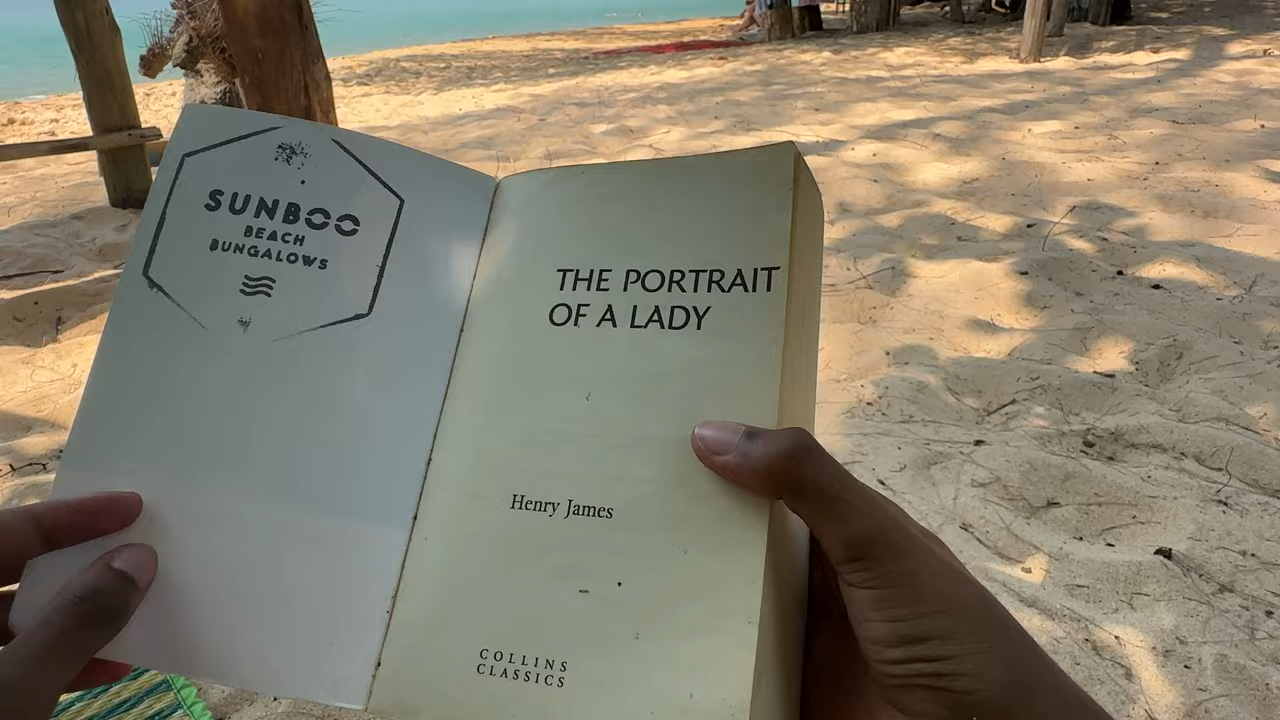 SUNBOO
BEACH
BUNGALOWS
THE PORTRAIT
OF A LADY
Henry James
COLLINS
CLASSICS